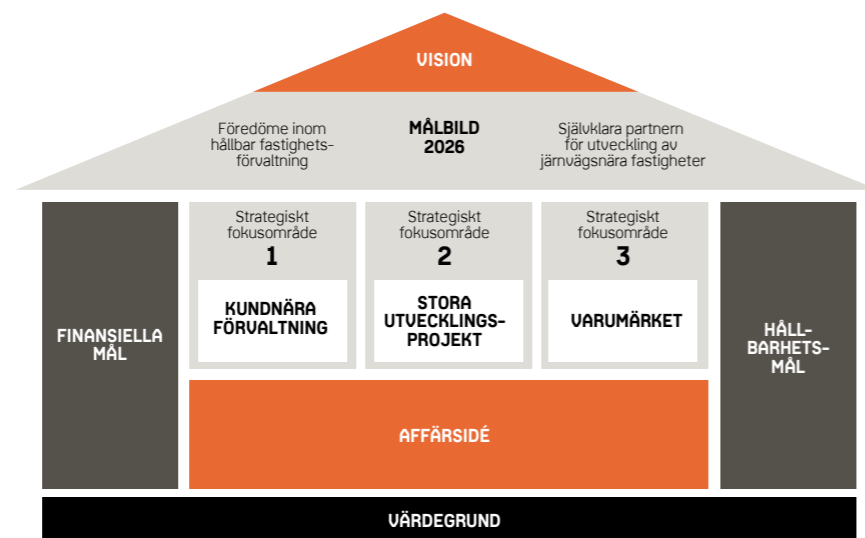 VISION
Föredöme inom
hållbar fastighets-
förvaltning
MÅLBILD
2026
Självklara partnern
för utveckling av
järnvägsnära fastigheter
FINANSIELLA
MÅL
Strategiskt
fokusområde
1
KUNDNÄRA
FÖRVALTNING
Strategiskt
fokusområde
2
STORA
UTVECKLINGS-
PROJEKT
Strategiskt
fokusområde
3
VARUMÄRKET
HÅLL-
BARHETS-
MÅL
AFFÄRSIDÉ
VÄRDEGRUND